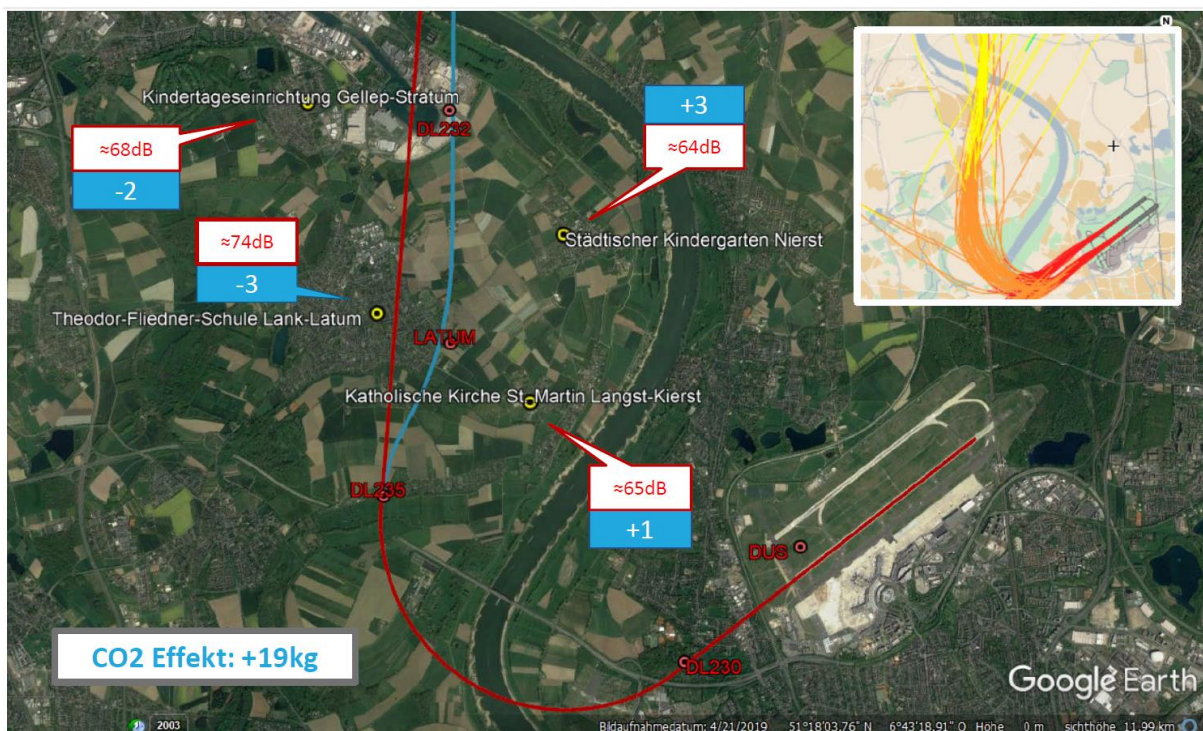 N
Kindertageseinrichtung Gellep-Stratum
DL232
+3
≈64dB
≈68dB
-2
≈74dB
-3
Städtischer Kindergarten Nierst
Theodor-Fliedner-Schule Lank-Latum
LATUM
Katholische Kirche St. Martin Langst-Kierst
DL235
≈65dB
+1
DUS
DL230
CO2 Effekt: +19kg
Google Earth
2003
Bildaufnahmedatum: 4/21/2019 51°18'03.76" N 6°43'18.91" O Höhe 0 m sichthöhe 11.99 km